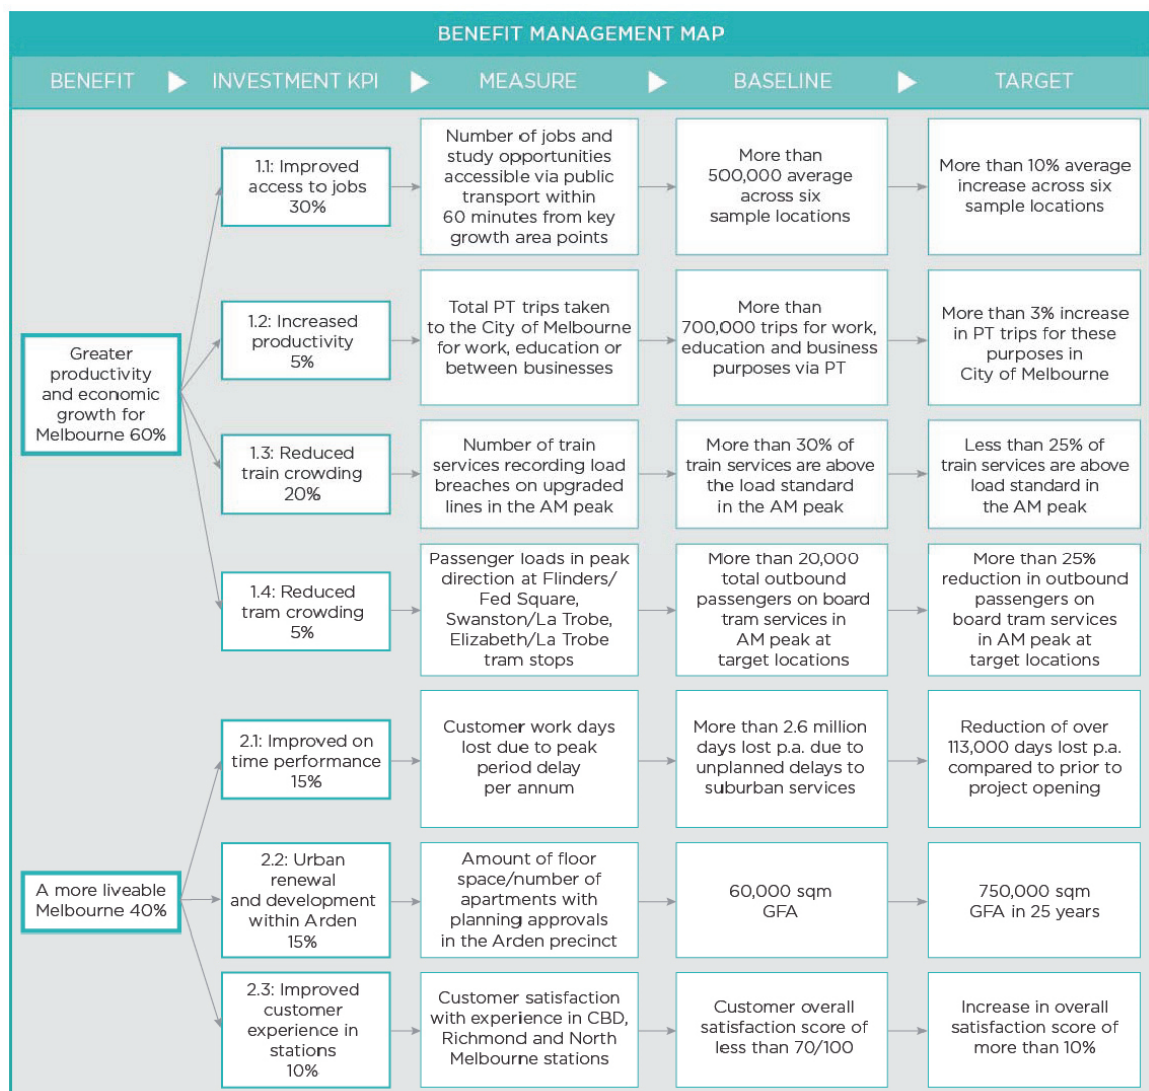 BENEFIT MANAGEMENT MAP
BENEFIT
INVESTMENT KPI
MEASURE
BASELINE
TARGET
Greater
productivity
and economic
growth for
Melbourne 60%
1.1: Improved
access to jobs
30%
Number of jobs and
study opportunities
accessible via public
transport within
60 minutes from key
growth area points
More than
500,000 average
across six
sample locations
More than 10% average
increase across six
sample locations
1.2: Increased
productivity
5%
Total PT trips taken
to the City of Melbourne
for work, education or
between businesses
More than
700,000 trips for work,
education and business
purposes via PT
More than 3% increase
in PT trips for these
purposes in
City of Melbourne
1.3: Reduced
train crowding
20%
Number of train
services recording load
breaches on upgraded
lines in the AM peak
More than 30% of
train services are above
the load standard
in the AM peak
Less than 25% of
train services are above
load standard in
the AM peak
1.4: Reduced
tram crowding
5%
Passenger loads in peak
direction at Flinders/
Fed Square,
Swanston/La Trobe,
Elizabeth/La Trobe
tram stops
More than 20,000
total outbound
passengers on board
tram services in
AM peak at
target locations
More than 25%
reduction in outbound
passengers on
board tram services
in AM peak at
target locations
A more liveable
Melbourne 40%
2.1: Improved on
time performance
15%
Customer work days
lost due to peak
period delay
per annum
More than 2.6 million
days lost p.a. due to
unplanned delays to
suburban services
Reduction of over
113,000 days lost p.a.
compared to prior to
project opening
2.2: Urban
renewal
and development
within Arden
15%
Amount of floor
space/number of
apartments with
planning approvals
in the Arden precinct
60,000 sqm
GFA
750,000 sqm
GFA in 25 years
2.3: Improved
customer
experience in
stations
10%
Customer satisfaction
with experience in CBD,
Richmond and North
Melbourne stations
Customer overall
satisfaction score of
less than 70/100
Increase in overall
satisfaction score of
more than 10%